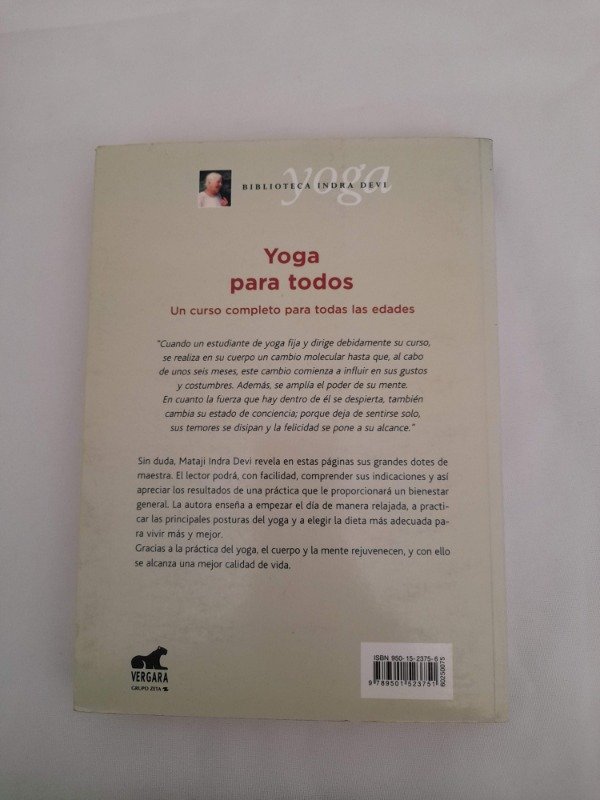 yoga
BIBLIOTECA INDRA DEVI
Yoga
para todos
Un curso completo para todas las edades
"Cuando un estudiante de yoga fija y dirige debidamente su curso,
se realiza en su cuerpo un cambio molecular hasta que, al cabo
de unos seis meses, este cambio comienza a influir en sus gustos
y costumbres. Además, se amplía el poder de su mente.
En cuanto la fuerza que hay dentro de él se despierta, también
cambia su estado de conciencia; porque deja de sentirse solo,
sus temores se disipan y la felicidad se pone a su alcance."
Sin duda, Mataji Indra Devi revela en estas páginas sus grandes dotes de
maestra. El lector podrá, con facilidad, comprender sus indicaciones y así
apreciar los resultados de una práctica que le proporcionará un bienestar
general. La autora enseña a empezar el día de manera relajada, a practi-
car las principales posturas del yoga y a elegir la dieta más adecuada pa-
ra vivir más y mejor.
Gracias a la práctica del yoga, el cuerpo y la mente rejuvenecen, y con ello
se alcanza una mejor calidad de vida.
VERGARA
GRUPO ZETA
ISBN 950-15-2375-6
9 789501 523751
60250075